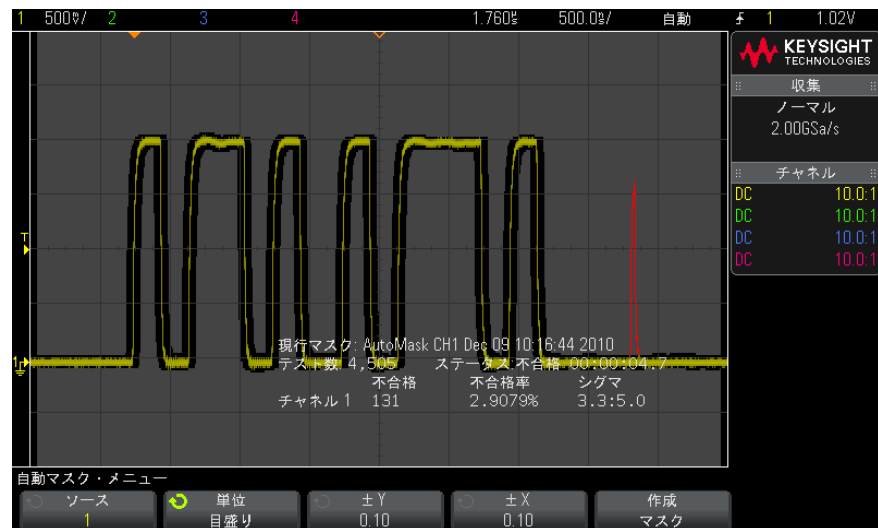 1 500V/ 2 3 4 1.760s 500.0s/ 自動 1 1.02V
KEYSIGHT
TECHNOLOGIES
収集
ノーマル
2.00GSa/s
チャネル
DC 10.0:1
DC 10.0:1
DC 10.0:1
DC 10.0:1
T
1
現行マスク: AutoMask CH1 Dec 09 10:16:44 2010
テスト数: 4,505 ステータス:不合格 00:00:04.7
不合格 不合格率 シグマ
チャネル 1 131 2.9079% 3.3:5.0
自動マスク・メニュー
ソース 単位 ±Y ±X 作成
1 目盛り 0.10 0.10 マスク